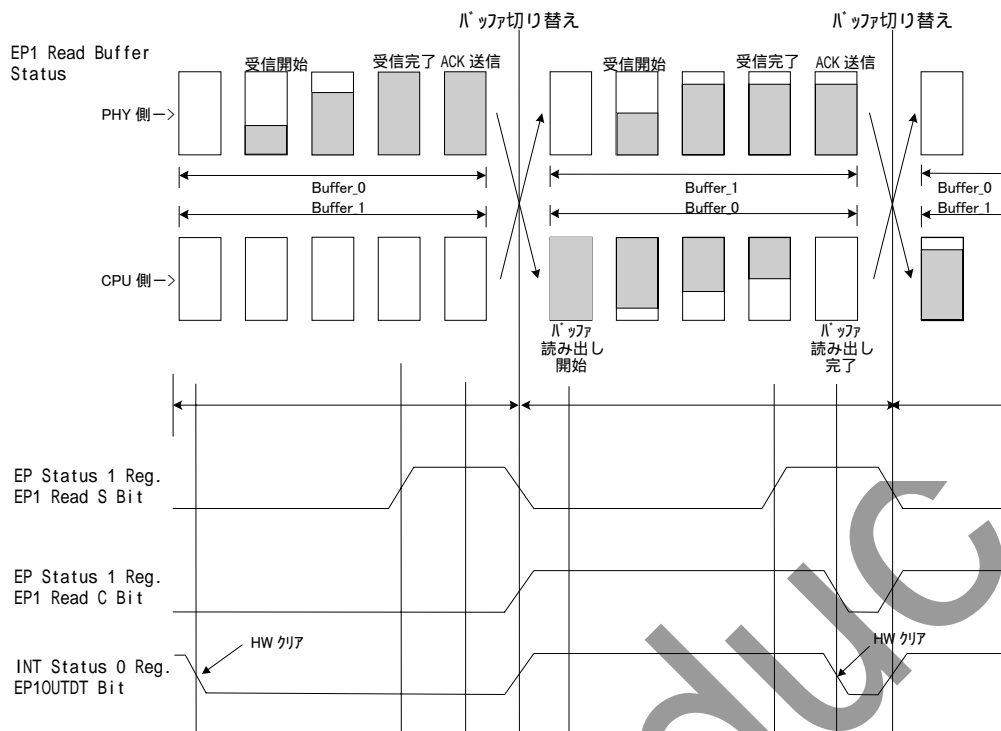 バッファ切り替え
バッファ切り替え
EP1 Read Buffer
Status
受信開始
受信完了
ACK 送信
受信開始
受信完了
ACK 送信
PHY 側ー>
Buffer_0
Buffer_1
Buffer_1
Buffer_0
Buffer_0
Buffer_1
CPU 側ー>
バッファ
読み出し
開始
バッファ
読み出し
完了
EP Status 1 Reg.
EP1 Read S Bit
EP Status 1 Reg.
EP1 Read C Bit
HW クリア
HW クリア
INT Status 0 Reg.
EP1OUTDT Bit
duc